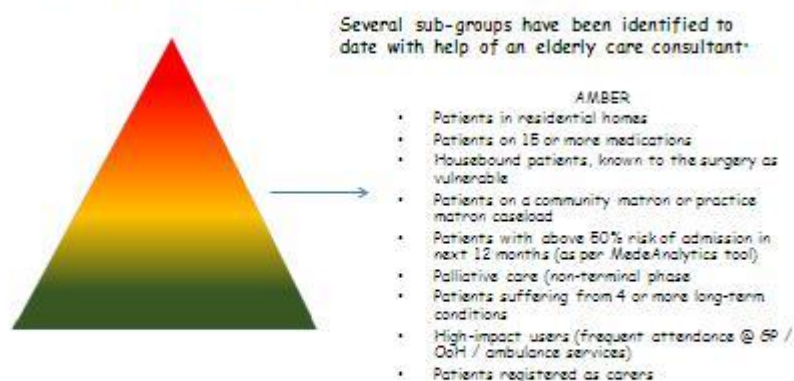 Several sub-groups have been identified to
date with help of an elderly care consultant·
AMBER
• Patients in residential homes
• Patients on 15 or more medications
• Housebound patients, known to the surgery as
vulnerable
• Patients on a community matron or practice
matron caseload
• Patients with above 50% risk of admission in
next 12 months (as per MedeAnalytics tool)
• Palliative care (non-terminal phase
• Patients suffering from 4 or more long-term
conditions
• High-impact users (frequent attendance @ GP /
OoH / ambulance services)
• Patients registered as carers